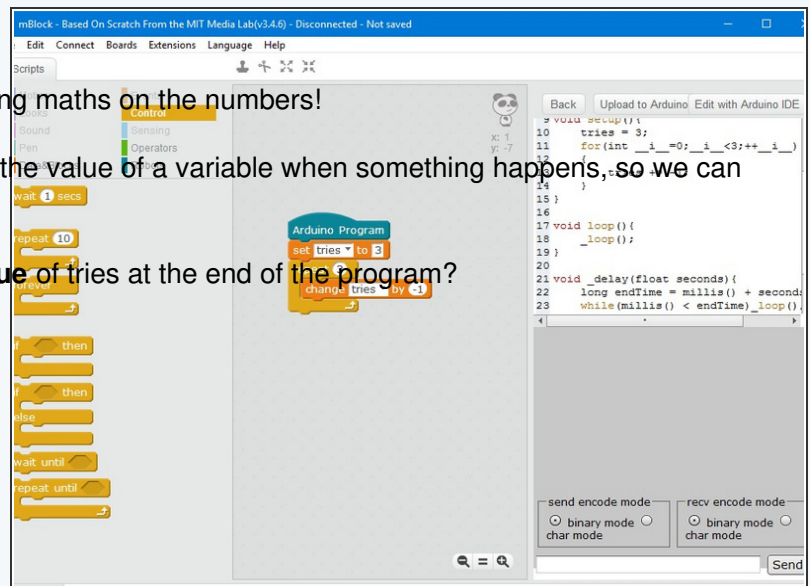 mBlock - Based On Scratch From the MIT Media Lab(v3.4.6) - Disconnected - Not saved
Edit Connect Boards Extensions Language Help
Scripts
ng maths on the numbers!
the value of a variable when something happens, so we can
ue of tries at the end of the program?
Control
Sound
Sensing
Pen
Operators
wait 1 secs
repeat 10
forever
if then
if then
else
wait until
repeat until
x: 1
y: -7
Arduino Program
set tries to 3
change tries by -1
Back Upload to Arduino Edit with Arduino IDE
9 void setup(){
10 tries = 3;
11 for(int __i__=0;__i__<3;++__i__)
12 {
14 }
15 }
16
17 void loop(){
18 _loop();
19 }
20
21 void _delay(float seconds){
22 long endTime = millis() + seconds
23 while(millis() < endTime)_loop()
send encode mode
binary mode
char mode
recv encode mode
binary mode
char mode
Send